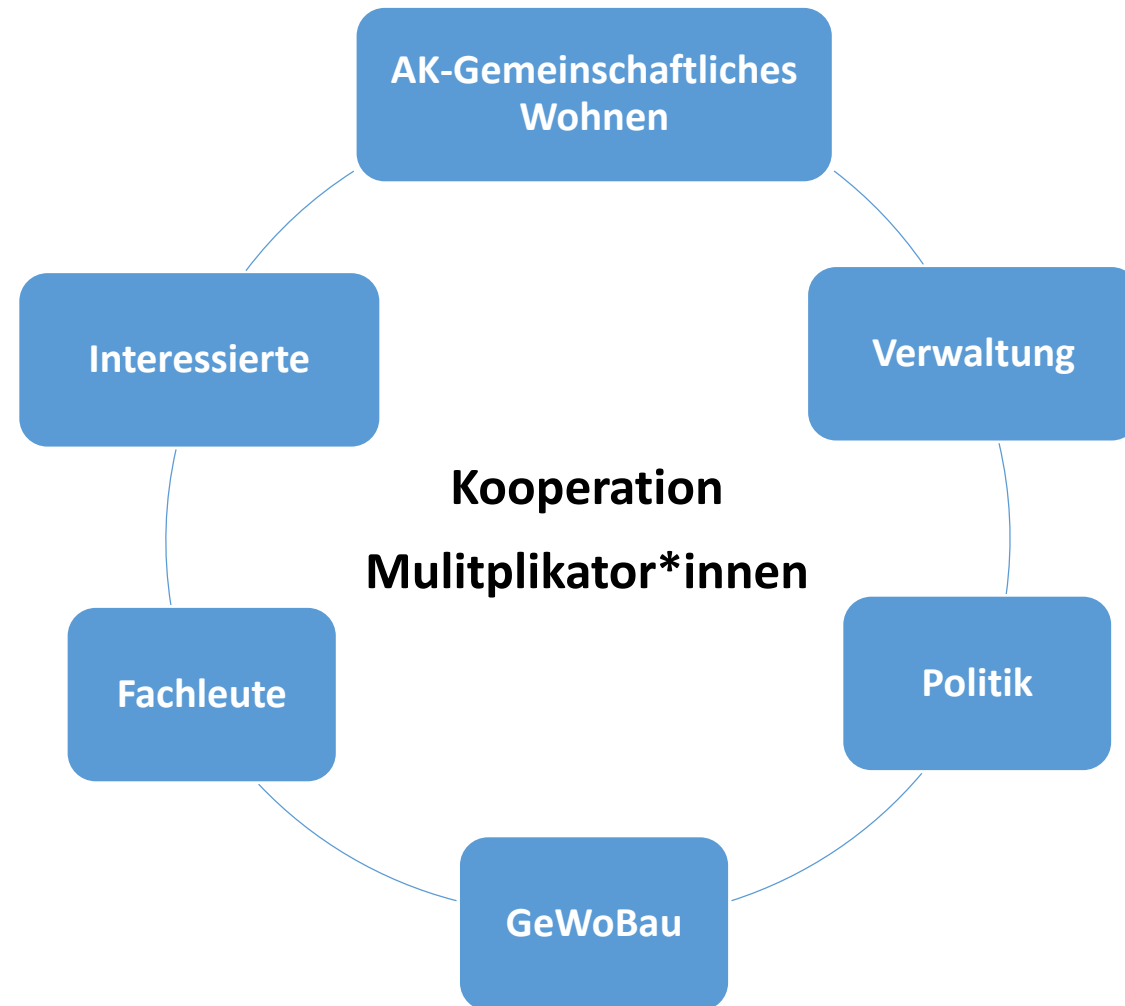 AK-Gemeinschaftliches
Wohnen
Interessierte
Verwaltung
Kooperation
Mulitplikator*innen
Fachleute
Politik
GeWoBau